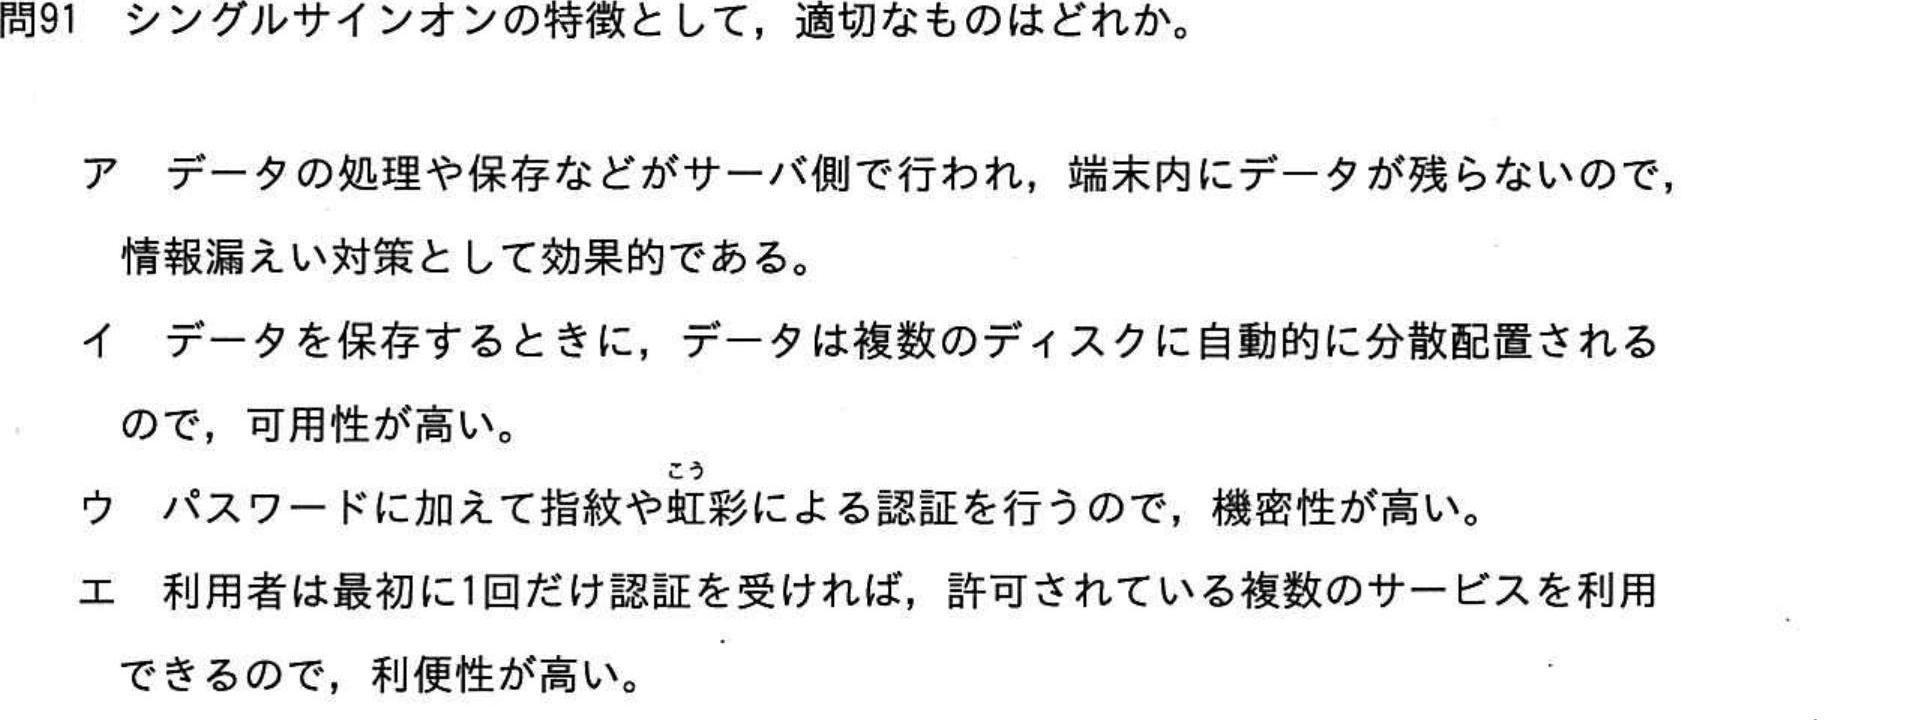 問91　シングルサインオンの特徴として，適切なものはどれか。
ア　データの処理や保存などがサーバ側で行われ，端末内にデータが残らないので，
情報漏えい対策として効果的である。
イ　データを保存するときに，データは複数のディスクに自動的に分散配置される
ので，可用性が高い。
こう
ウ　パスワードに加えて指紋や虹彩による認証を行うので，機密性が高い。
エ　利用者は最初に1回だけ認証を受ければ，許可されている複数のサービスを利用
できるので，利便性が高い。